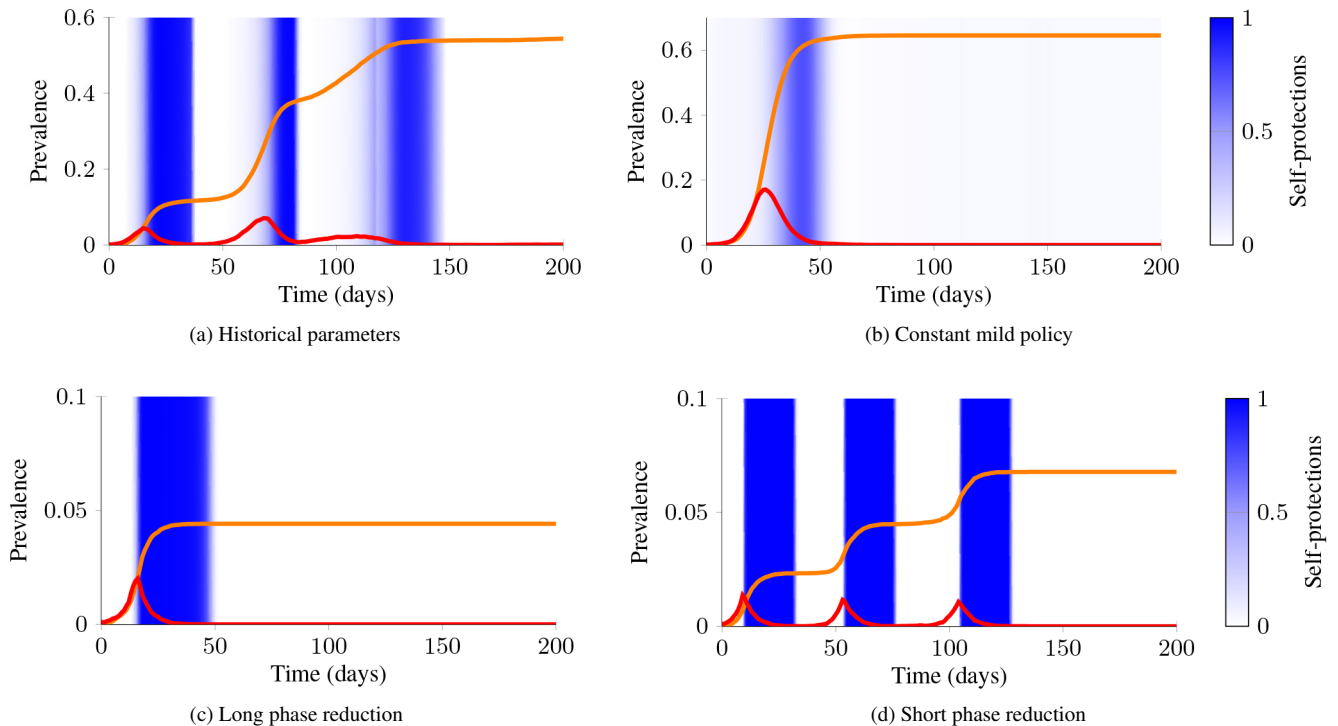 0.6
0.4
0.2
0
Prevalence
0 50 100 150 200
Time (days)
(a) Historical parameters
0.6
0.4
0.2
0
Prevalence
0 50 100 150 200
Time (days)
(b) Constant mild policy
1
0.5
0
Self-protections
0.1
0.05
0
Prevalence
0 50 100 150 200
Time (days)
(c) Long phase reduction
0.1
0.05
0
Prevalence
0 50 100 150 200
Time (days)
(d) Short phase reduction
1
0.5
0
Self-protections